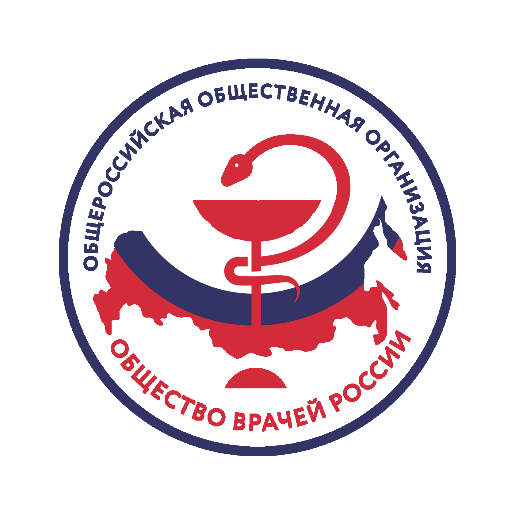 ОБЩЕРОССИЙСКАЯ ОБЩЕСТВЕННАЯ ОРГАНИЗАЦИЯ
ОБЩЕСТВО ВРАЧЕЙ РОССИИ